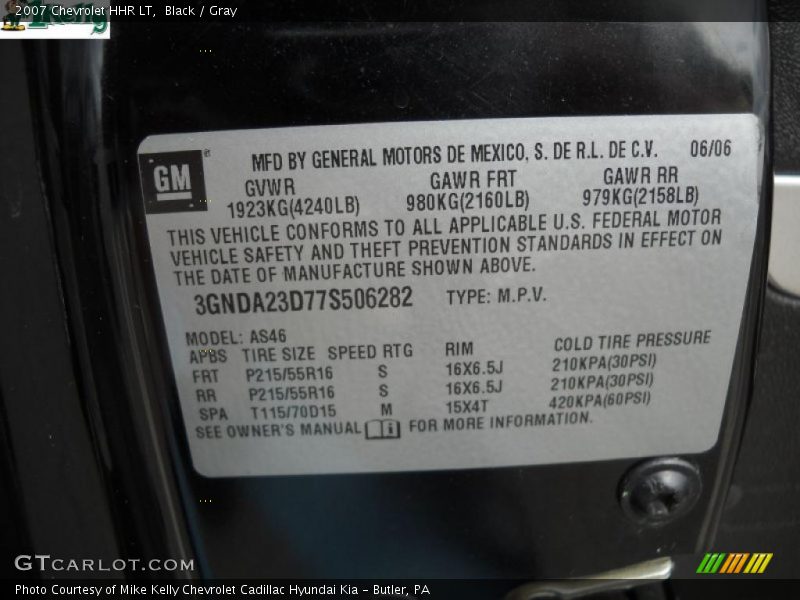 2007 Chevrolet HHR LT, Black / Gray
GM
MFD BY GENERAL MOTORS DE MEXICO, S. DE R.L. DE C.V. 06/06
GVWR GAWR FRT GAWR RR
1923KG(4240LB) 980KG(2160LB) 979KG(2158LB)
THIS VEHICLE CONFORMS TO ALL APPLICABLE U.S. FEDERAL MOTOR
VEHICLE SAFETY AND THEFT PREVENTION STANDARDS IN EFFECT ON
THE DATE OF MANUFACTURE SHOWN ABOVE.
3GNDA23D77S506282 TYPE: M.P.V.
MODEL: AS46
TIRE SIZE SPEED RTG RIM COLD TIRE PRESSURE
FRT P215/55R16 S 16X6.5J 210KPA(30PSI)
RR P215/55R16 S 16X6.5J 210KPA(30PSI)
SPA T115/70D15 M 15X4T 420KPA(60PSI)
SEE OWNER'S MANUAL FOR MORE INFORMATION.
GTCARLOT.COM
Photo Courtesy of Mike Kelly Chevrolet Cadillac Hyundai Kia – Butler, PA